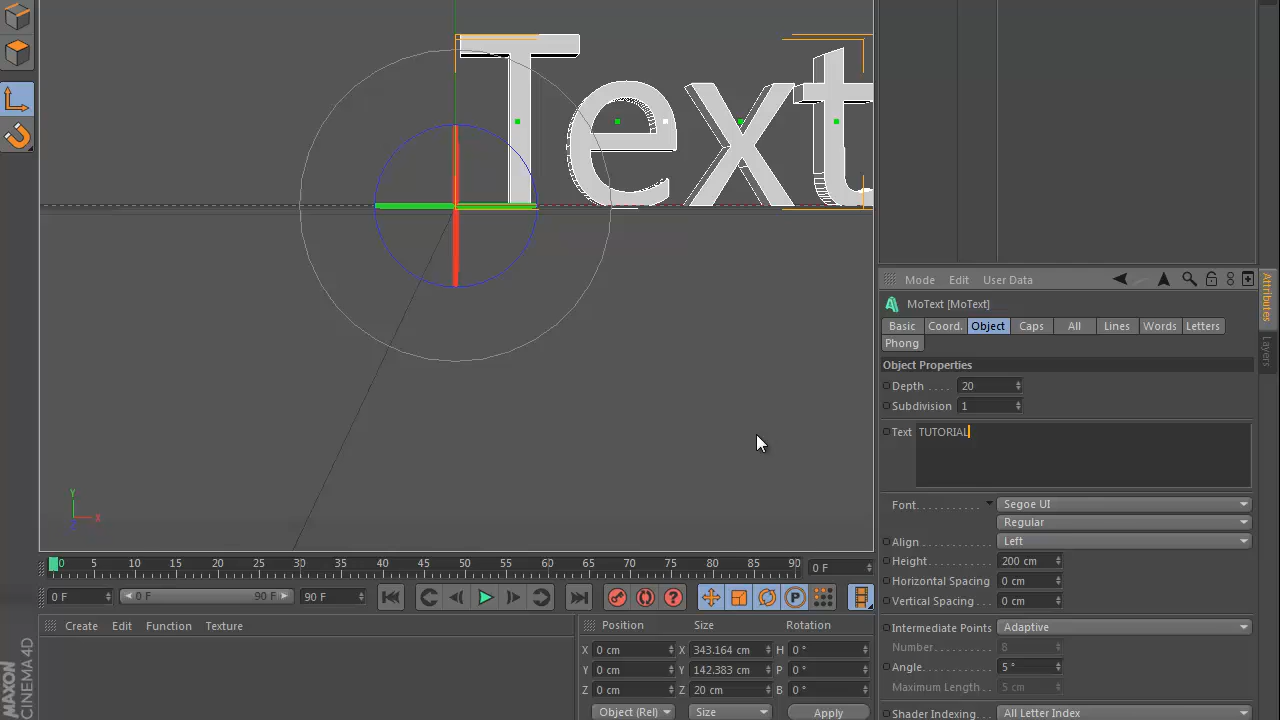 Text
Mode Edit User Data
MoText [MoText]
Basic Coord. Object Caps All Lines Words Letters
Phong
Object Properties
Depth 20
Subdivision 1
Text TUTORIAL
Font Segoe UI
Regular
Align Left
Height 200 cm
Horizontal Spacing 0 cm
Vertical Spacing 0 cm
Intermediate Points Adaptive
Number 8
Angle 5 °
Maximum Length 5 cm
Shader Indexing All Letter Index
Attributes
Layers
Y
X
Z
0 5 10 15 20 25 30 35 40 45 50 55 60 65 70 75 80 85 90 0 F
0 F 0 F 90 F 90 F
Create Edit Function Texture
Position Size Rotation
X 0 cm X 343.164 cm H 0 °
Y 0 cm Y 142.383 cm P 0 °
Z 0 cm Z 20 cm B 0 °
Object (Rel) Size Apply
MAXON
CINEMA 4D